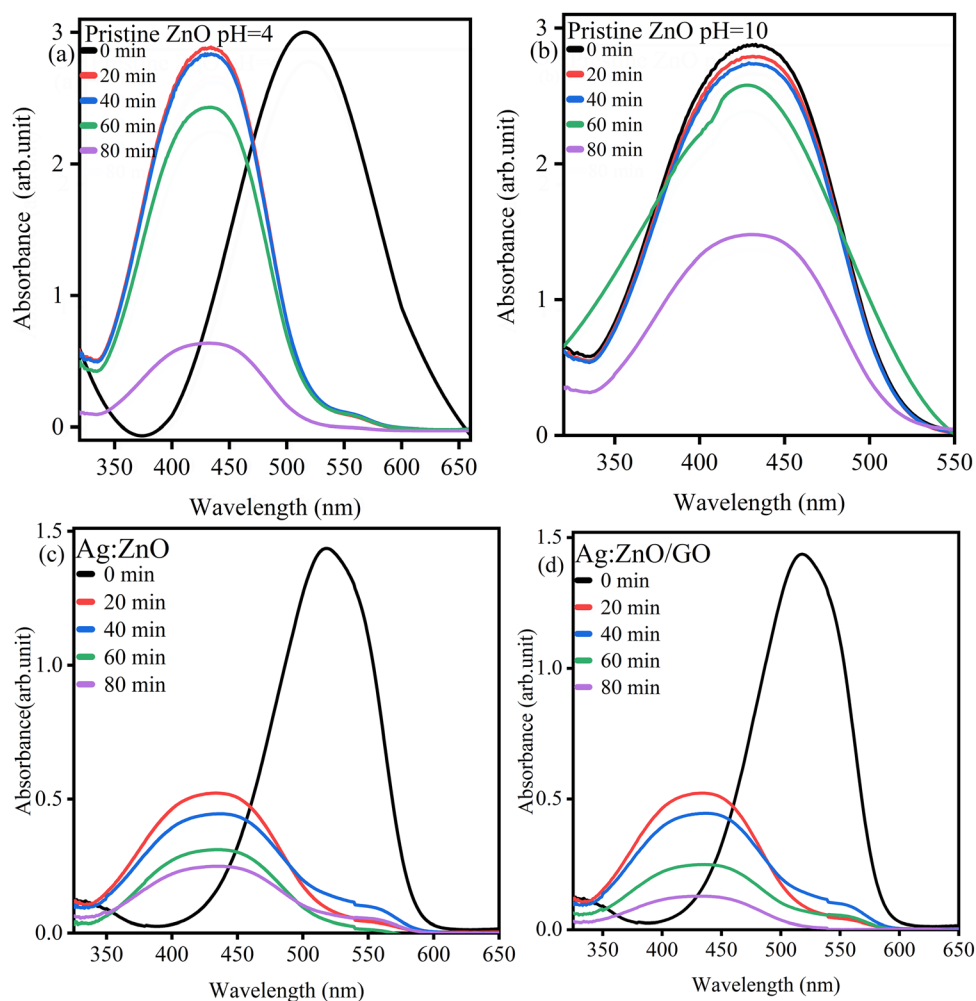 (a)
Pristine ZnO pH=4
0 min
20 min
40 min
60 min
80 min
3
2
1
0
Absorbance (arb.unit)
350 400 450 500 550 600 650
Wavelength (nm)
(b)
Pristine ZnO pH=10
0 min
20 min
40 min
60 min
80 min
3
2
1
0
Absorbance (arb.unit)
350 400 450 500 550
Wavelength (nm)
(c)
Ag:ZnO
0 min
20 min
40 min
60 min
80 min
1.5
1.0
0.5
0.0
Absorbance(arb.unit)
350 400 450 500 550 600 650
Wavelength (nm)
(d)
Ag:ZnO/GO
0 min
20 min
40 min
60 min
80 min
1.5
1.0
0.5
0.0
Absorbance (arb.unit)
350 400 450 500 550 600 650
Wavelength (nm)